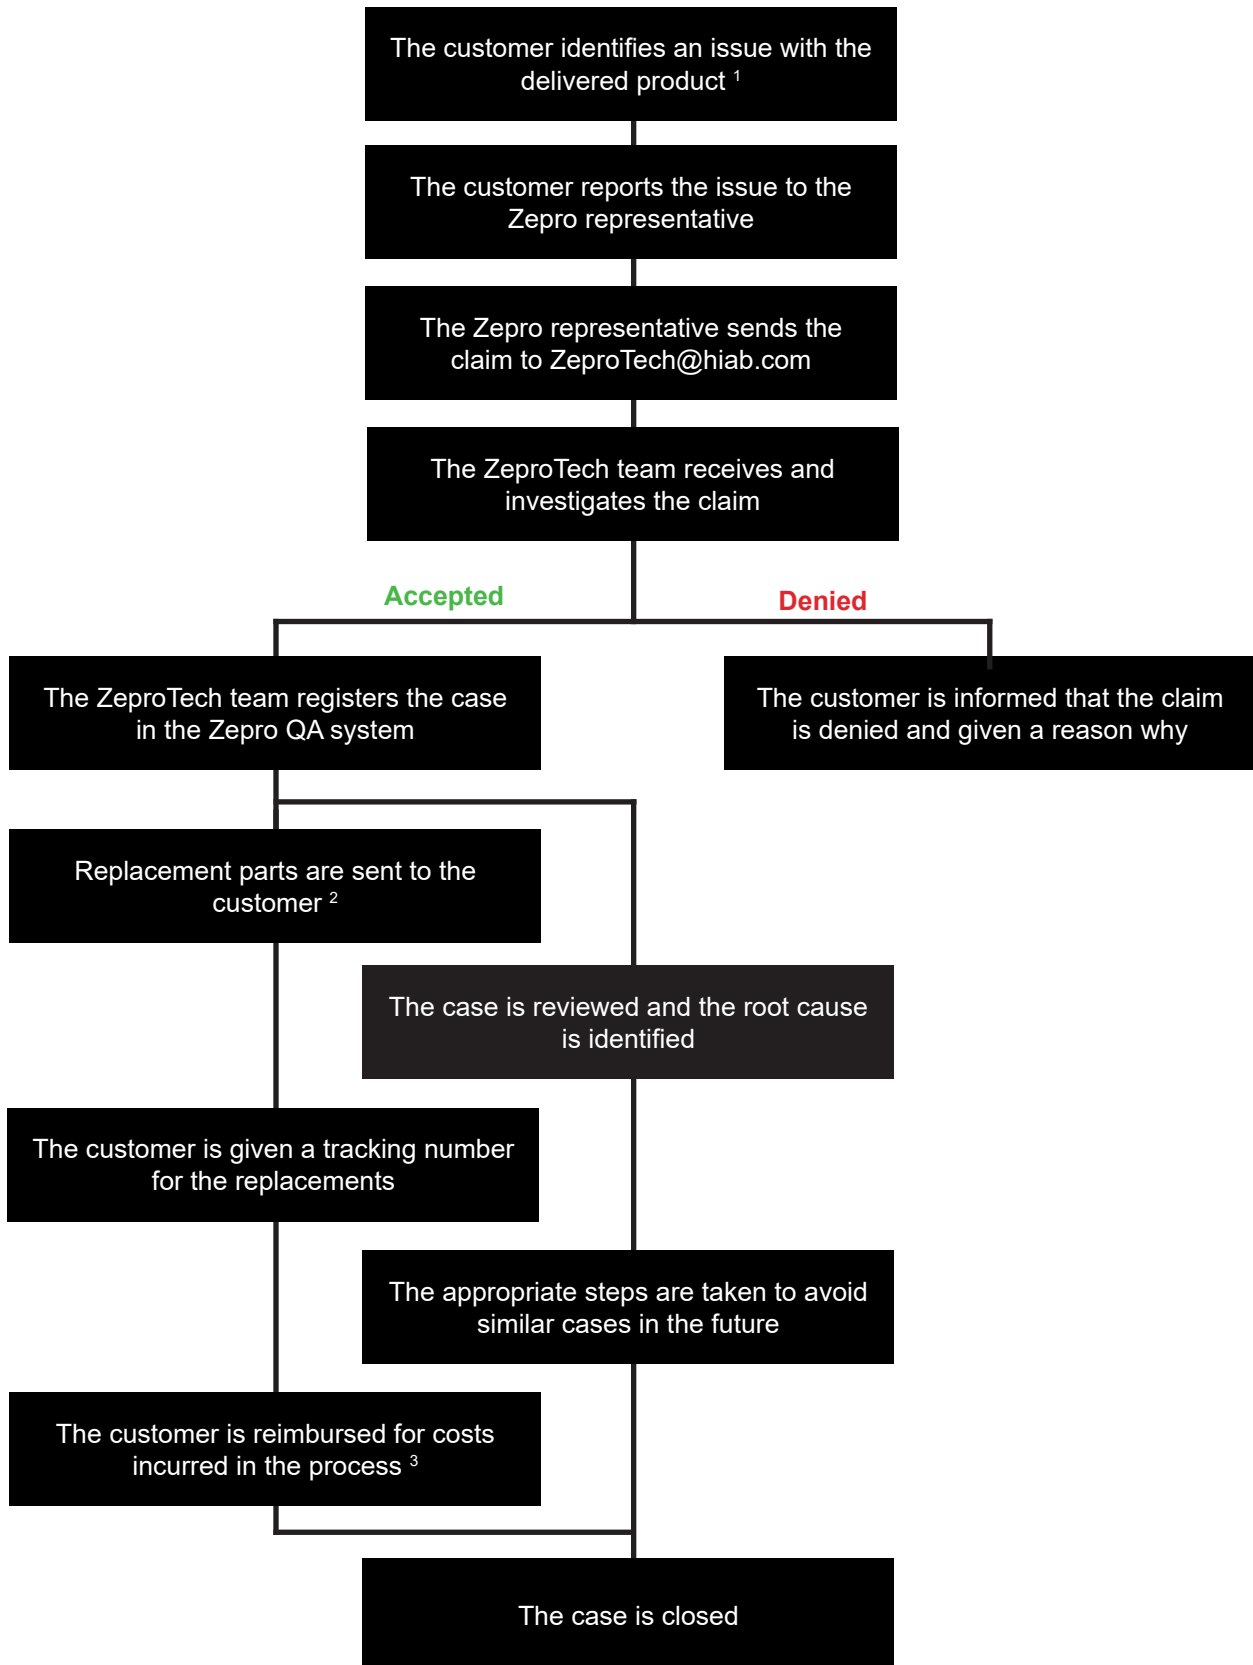 The customer identifies an issue with the
delivered product ¹
The customer reports the issue to the
Zepro representative
The Zepro representative sends the
claim to ZeproTech@hiab.com
The ZeproTech team receives and
investigates the claim
Accepted
Denied
The ZeproTech team registers the case
in the Zepro QA system
The customer is informed that the claim
is denied and given a reason why
Replacement parts are sent to the
customer ²
The case is reviewed and the root cause
is identified
The customer is given a tracking number
for the replacements
The appropriate steps are taken to avoid
similar cases in the future
The customer is reimbursed for costs
incurred in the process ³
The case is closed